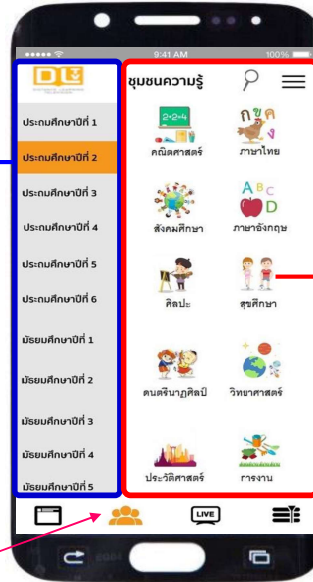 9:41 AM
100%
DL
ชุมชนความรู้
ประถมศึกษาปีที่ 1
ประถมศึกษาปีที่ 2
ประถมศึกษาปีที่ 3
ประถมศึกษาปีที่ 4
ประถมศึกษาปีที่ 5
ประถมศึกษาปีที่ 6
มัธยมศึกษาปีที่ 1
มัธยมศึกษาปีที่ 2
มัธยมศึกษาปีที่ 3
มัธยมศึกษาปีที่ 4
มัธยมศึกษาปีที่ 5
2+2=4
คณิตศาสตร์
ก ข ค ง
ภาษาไทย
สังคมศึกษา
A B C D
ภาษาอังกฤษ
ศิลปะ
สุขศึกษา
ดนตรีนาฏศิลป์
วิทยาศาสตร์
ประวัติศาสตร์
การงาน
LIVE